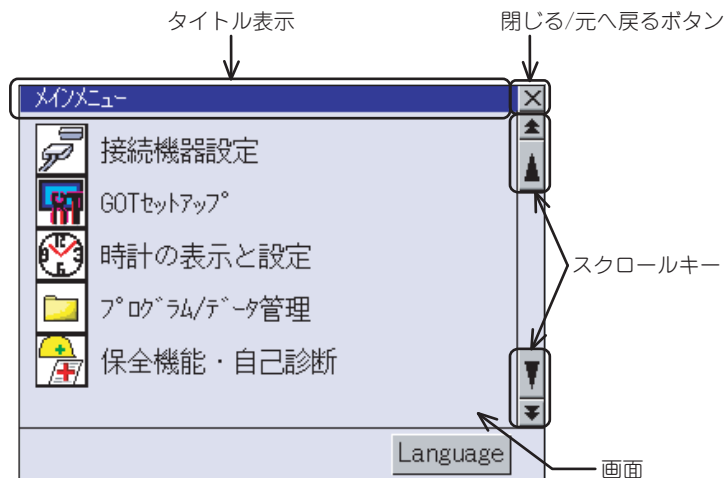 タイトル表示
閉じる/元へ戻るボタン
ﾒｲﾝﾒﾆｭｰ
接続機器設定
GOTｾｯﾄｱｯﾌﾟ
時計の表示と設定
スクロールキー
ﾌﾟﾛｸﾞﾗﾑ/ﾃﾞｰﾀ管理
保全機能・自己診断
Language
画面